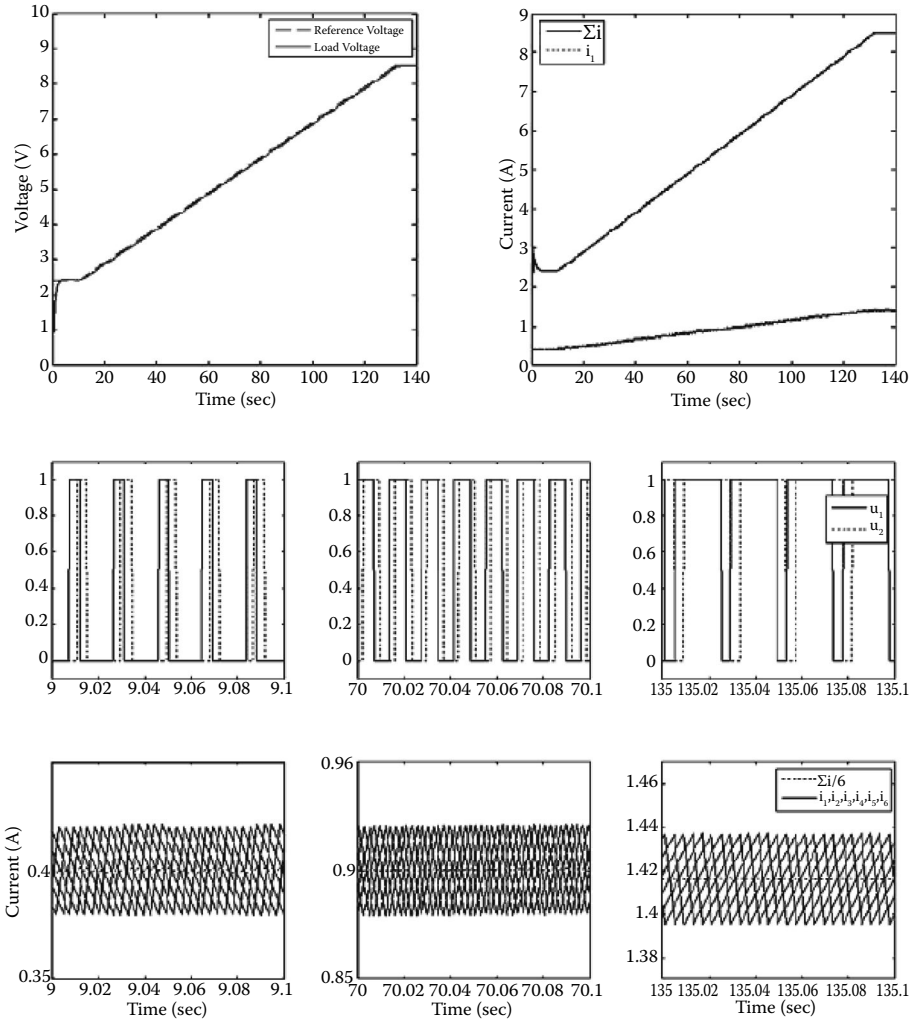 10
9
8
7
6
5
4
3
2
1
0
Voltage (V)
Reference Voltage
Load Voltage
0 20 40 60 80 100 120 140
Time (sec)
9
8
7
6
5
4
3
2
1
0
Current (A)
Σi
i1
0 20 40 60 80 100 120 140
Time (sec)
1
0.8
0.6
0.4
0.2
0
9 9.02 9.04 9.06 9.08 9.1
1
0.8
0.6
0.4
0.2
0
70 70.02 70.04 70.06 70.08 70.1
1
0.8
0.6
0.4
0.2
0
u1
u2
135 135.02 135.06 135.08 135.1
Current (A)
0.4
0.35
9 9.02 9.04 9.06 9.08 9.1
Time (sec)
0.96
0.9
0.85
70 70.02 70.04 70.06 70.08 70.1
Time (sec)
1.46
1.44
1.42
1.4
1.38
Σi/6
i1,i2,i3,i4,i5,i6
135 135.02 135.06 135.08 135.1
Time (sec)